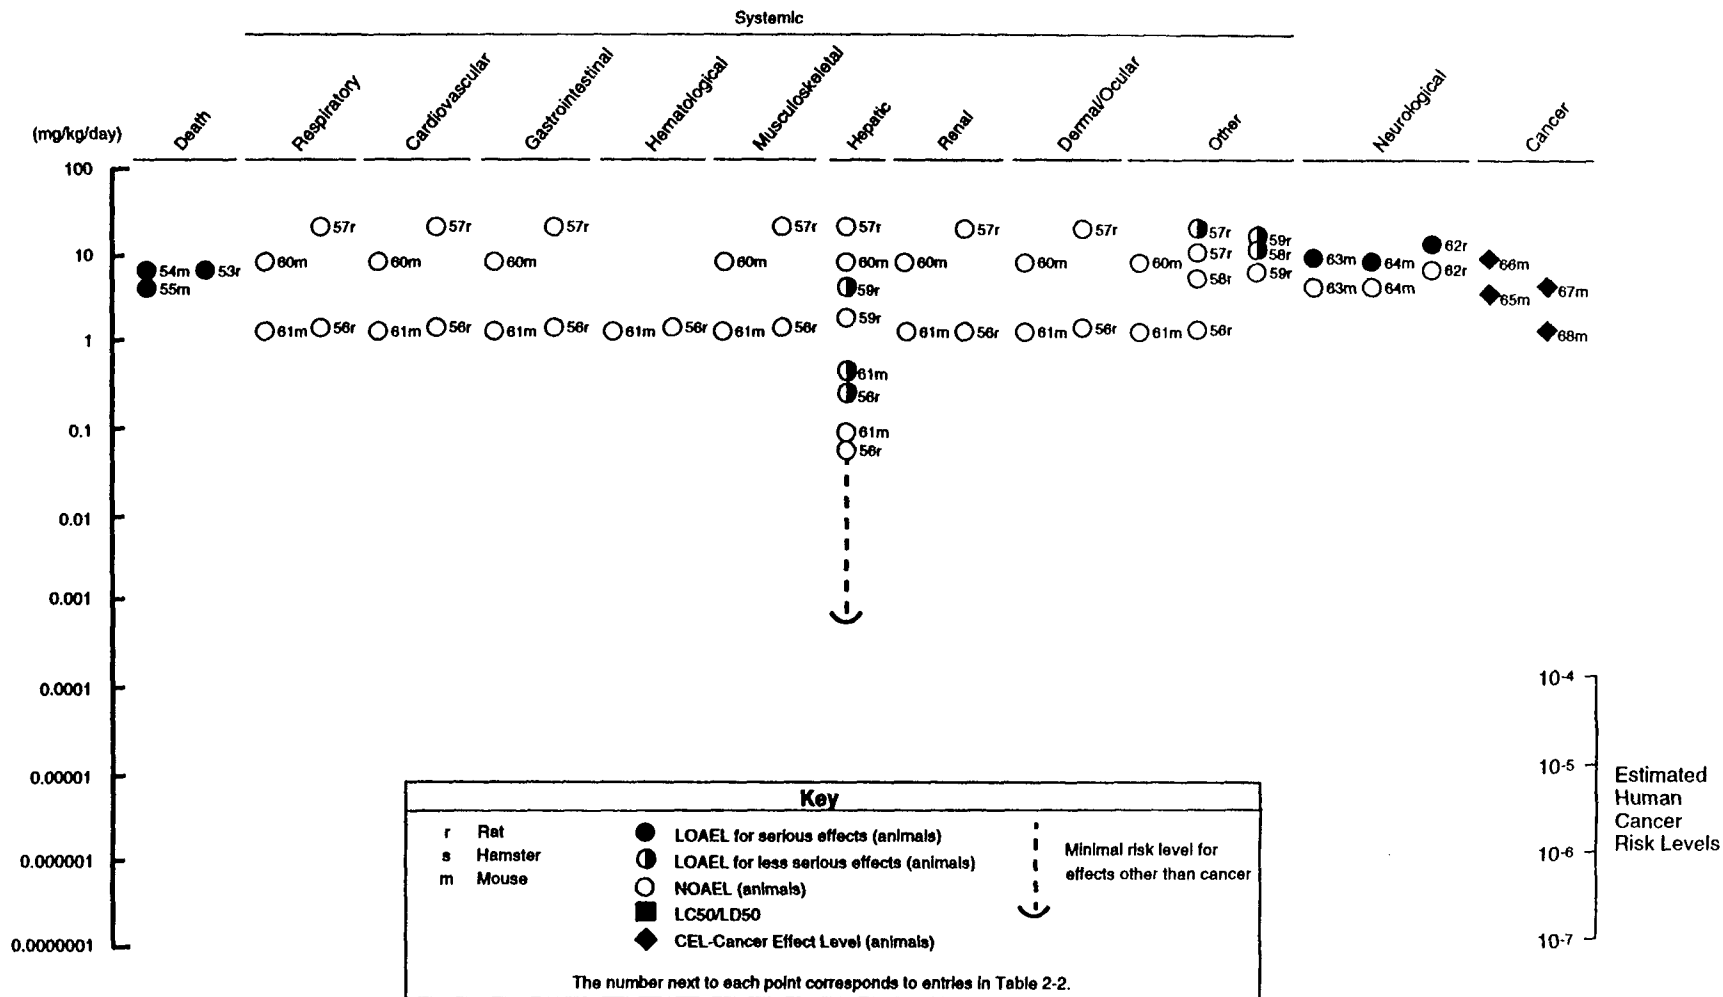 Systemic
(mg/kg/day)
Death
Respiratory
Cardiovascular
Gastrointestinal
Hematological
Musculoskeletal
Hepatic
Renal
Dermal/Ocular
Other
Neurological
Cancer
100
57r 57r 57r 57r 57r 57r 57r 57r 59r 62r
10
57r 58r
54m 53r 60m 60m 60m 60m 60m 60m 60m 60m 58r 59r 63m 64m 62r 66m
55m 59r 63m 64m 65m 67m
59r
61m 56r 61m 56r 61m 56r 61m 56r 61m 56r 61m 56r 61m 56r 61m 56r 68m
1
61m
56r
0.1
61m
56r
0.01
0.001
0.0001
0.00001
0.000001
0.0000001
10-4
10-5
10-6
10-7
Estimated
Human
Cancer
Risk Levels
Key
r Rat
s Hamster
m Mouse
LOAEL for serious effects (animals)
LOAEL for less serious effects (animals)
NOAEL (animals)
LC50/LD50
CEL-Cancer Effect Level (animals)
Minimal risk level for
effects other than cancer
The number next to each point corresponds to entries in Table 2-2.